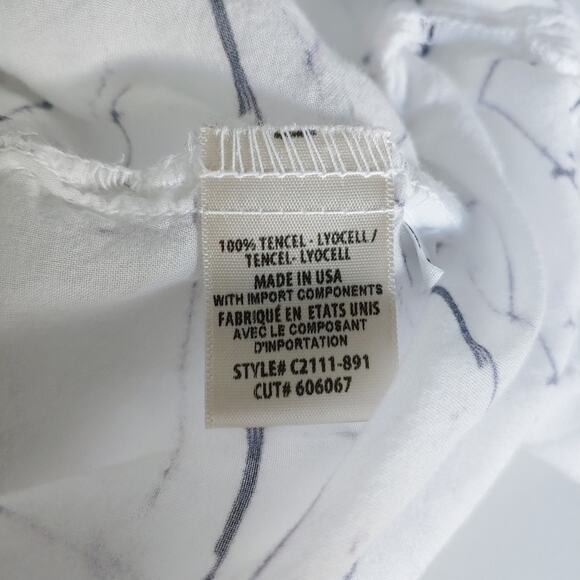 100% TENCEL - LYOCELL /
TENCEL- LYOCELL
MADE IN USA
WITH IMPORT COMPONENTS
FABRIQUÉ EN ETATS UNIS
AVEC LE COMPOSANT
D'INPORTATION
STYLE# C2111-891
CUT# 606067